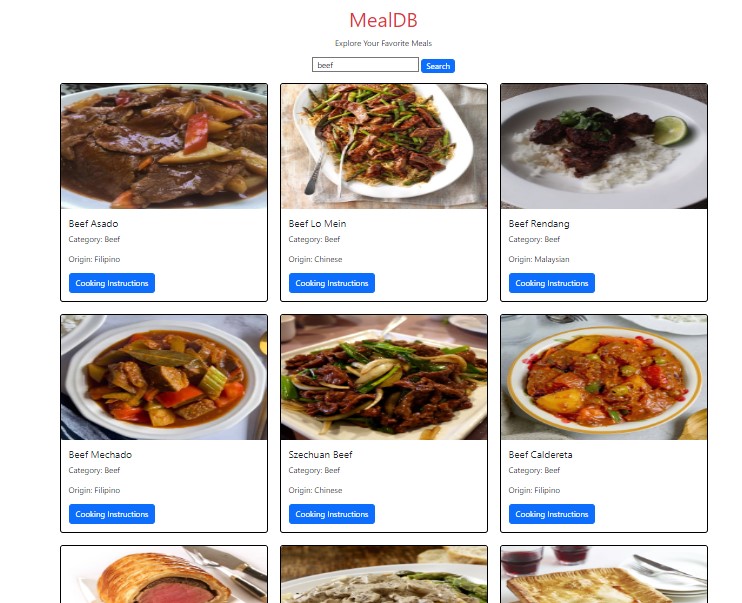 MealDB
Explore Your Favorite Meals
beef Search
Beef Asado
Category: Beef
Origin: Filipino
Cooking Instructions
Beef Lo Mein
Category: Beef
Origin: Chinese
Cooking Instructions
Beef Rendang
Category: Beef
Origin: Malaysian
Cooking Instructions
Beef Mechado
Category: Beef
Origin: Filipino
Cooking Instructions
Szechuan Beef
Category: Beef
Origin: Chinese
Cooking Instructions
Beef Caldereta
Category: Beef
Origin: Filipino
Cooking Instructions